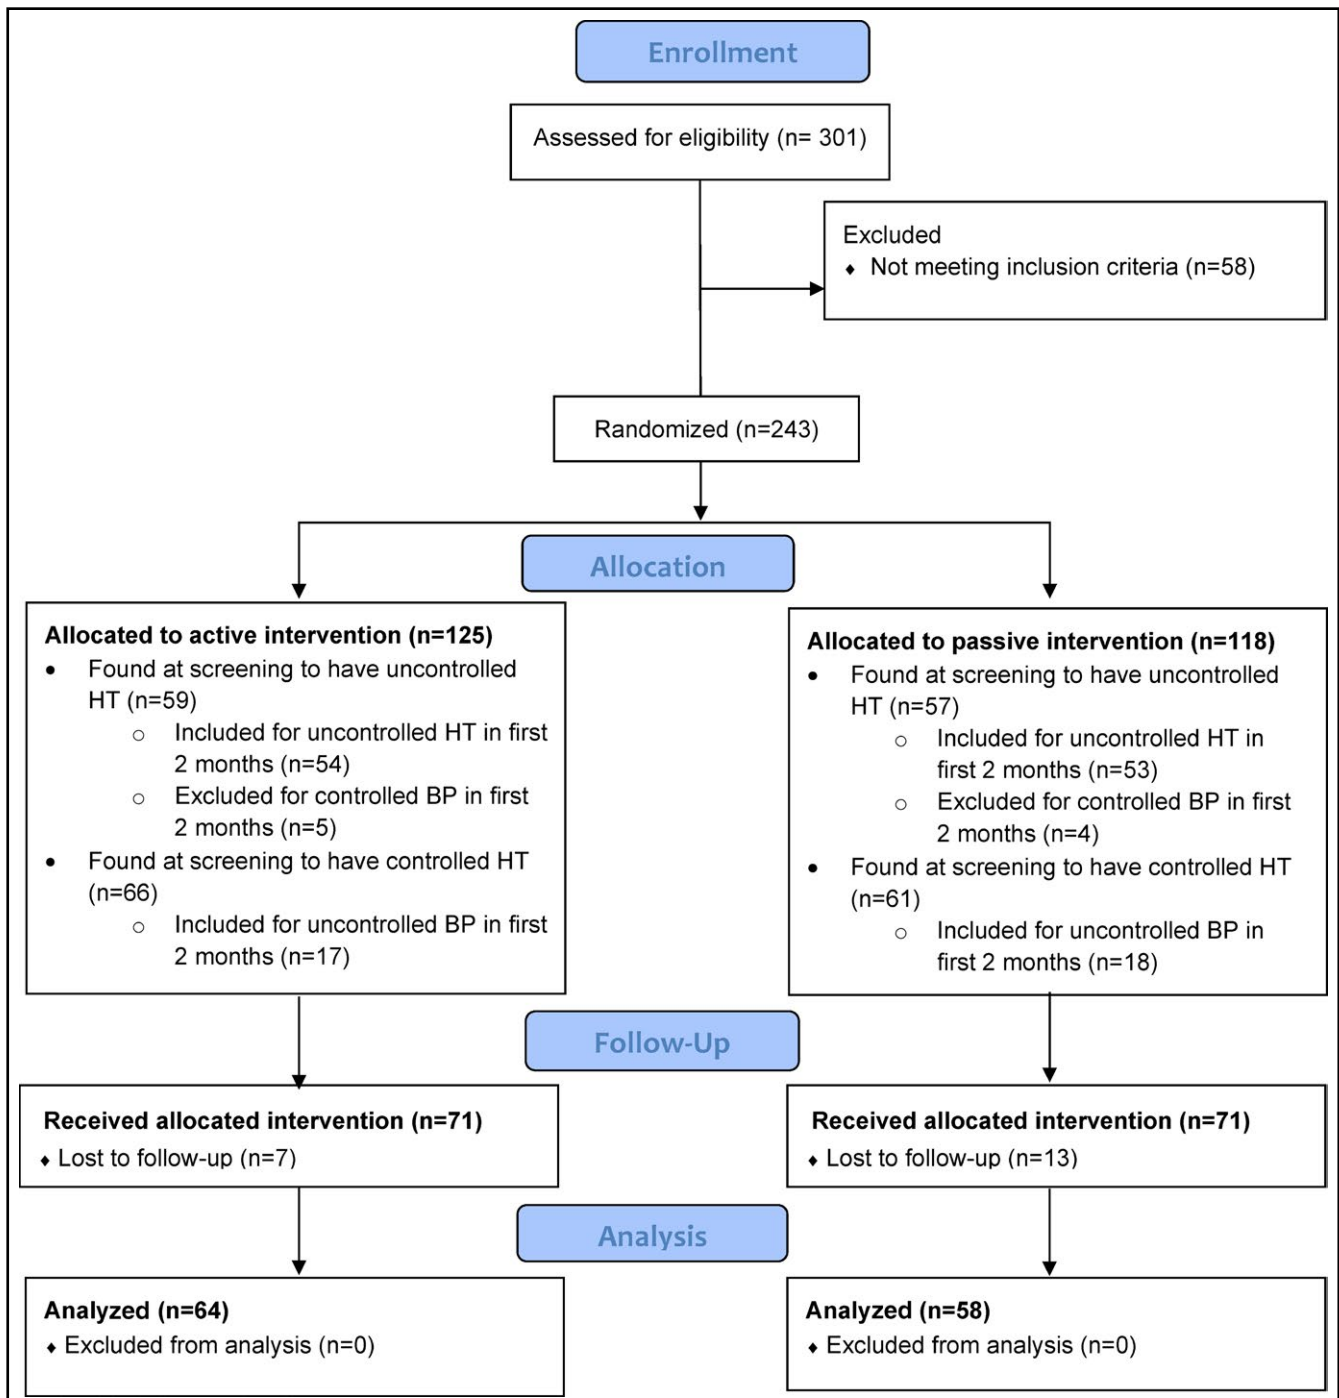 Enrollment
Assessed for eligibility (n= 301)
Excluded
♦ Not meeting inclusion criteria (n=58)
Randomized (n=243)
Allocation
Allocated to active intervention (n=125)
• Found at screening to have uncontrolled
HT (n=59)
o Included for uncontrolled HT in first
2 months (n=54)
o Excluded for controlled BP in first
2 months (n=5)
• Found at screening to have controlled HT
(n=66)
o Included for uncontrolled BP in first
2 months (n=17)
Allocated to passive intervention (n=118)
• Found at screening to have uncontrolled
HT (n=57)
o Included for uncontrolled HT in
first 2 months (n=53)
o Excluded for controlled BP in first
2 months (n=4)
• Found at screening to have controlled HT
(n=61)
o Included for uncontrolled BP in
first 2 months (n=18)
Follow-Up
Received allocated intervention (n=71)
♦ Lost to follow-up (n=7)
Received allocated intervention (n=71)
♦ Lost to follow-up (n=13)
Analysis
Analyzed (n=64)
♦ Excluded from analysis (n=0)
Analyzed (n=58)
♦ Excluded from analysis (n=0)